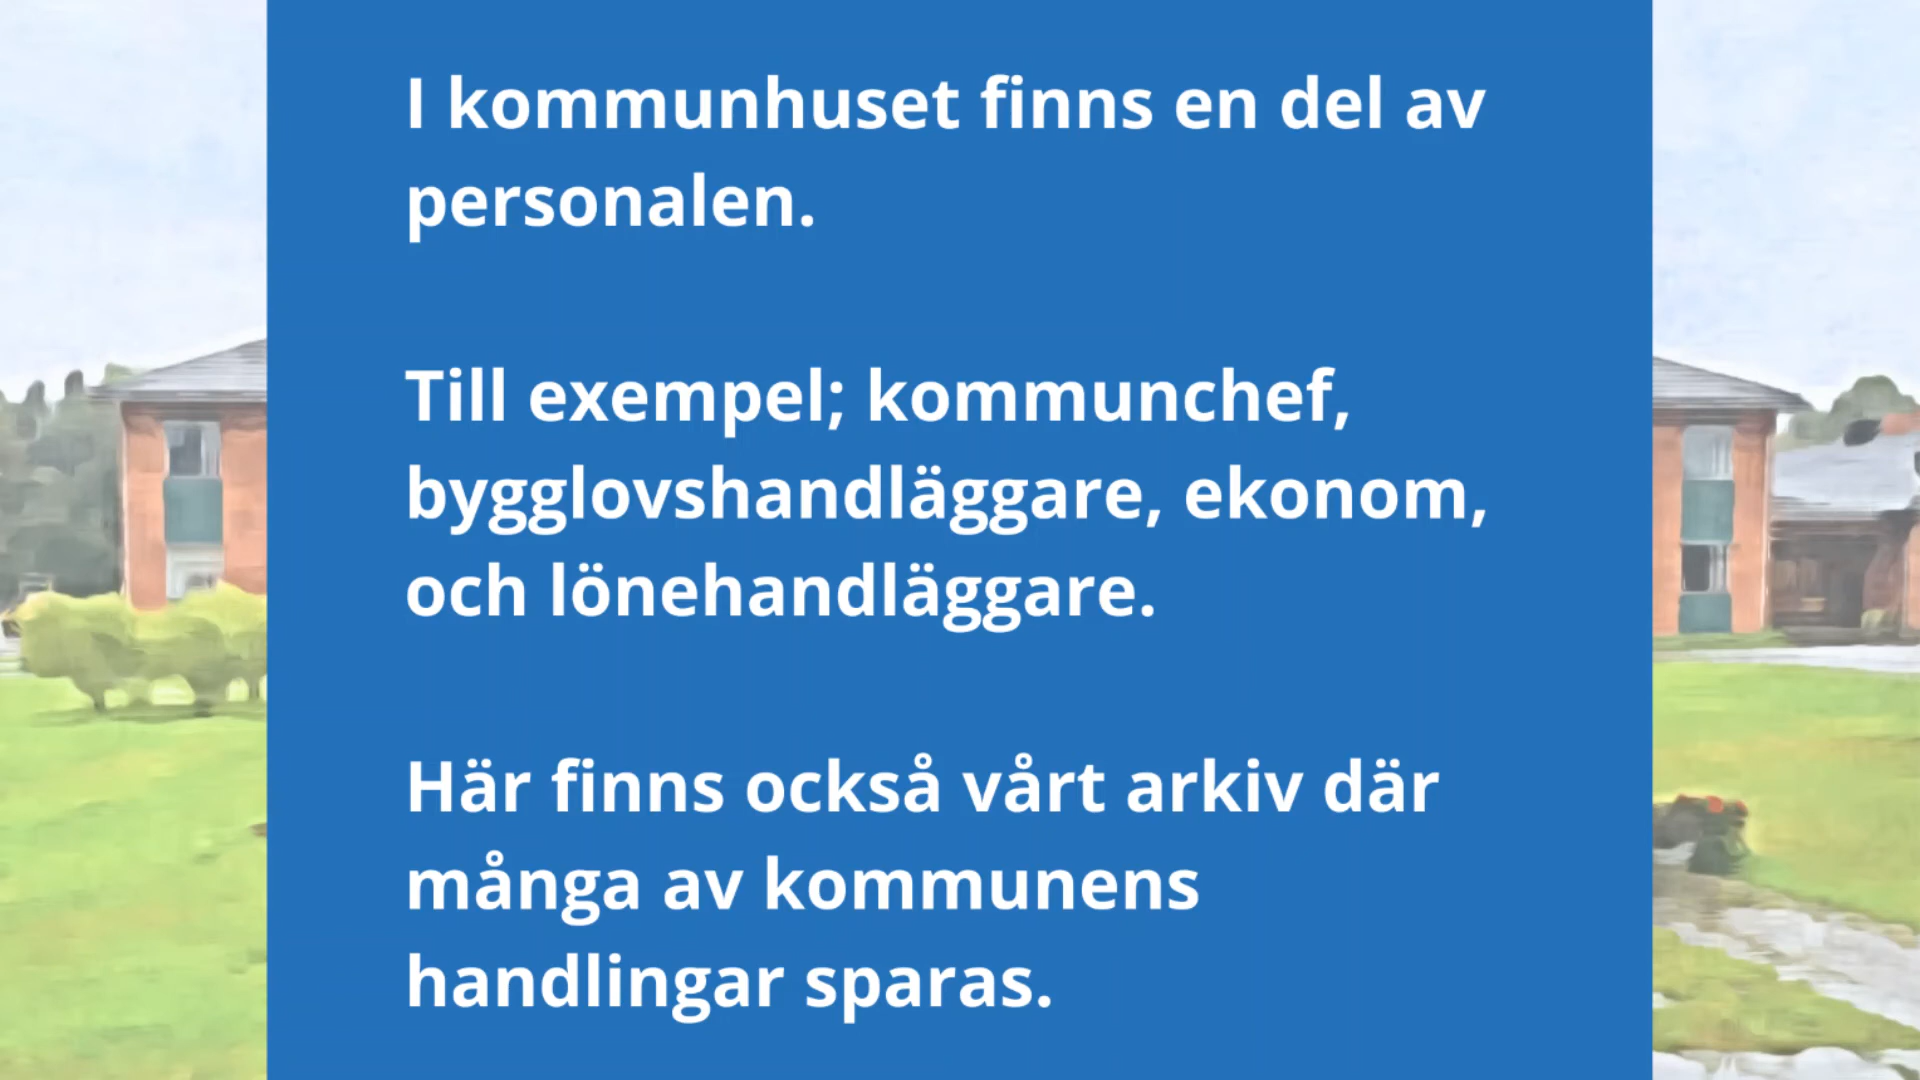 I kommunhuset finns en del av
personalen.
Till exempel; kommunchef,
bygglovshandläggare, ekonom,
och lönehandläggare.
Här finns också vårt arkiv där
många av kommunens
handlingar sparas.